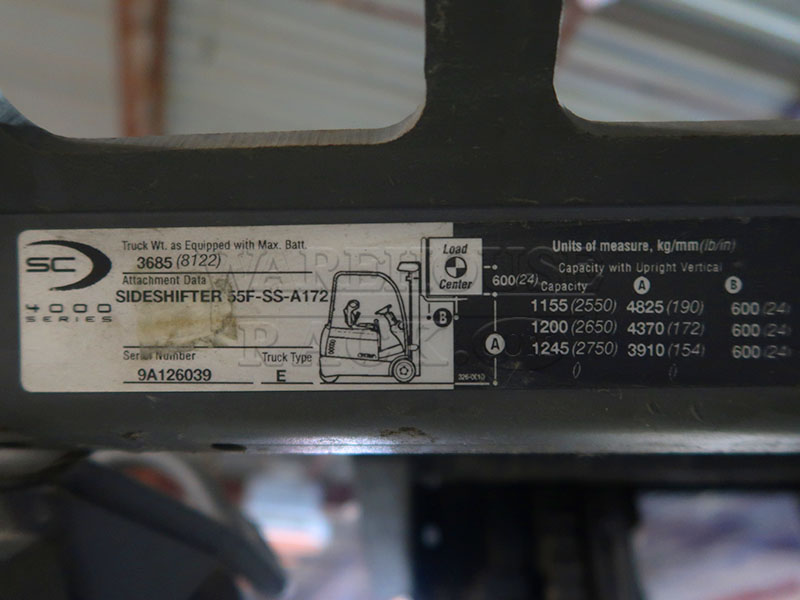 SC
4000
SERIES
Truck Wt. as Equipped with Max. Batt.
3685 (8122)
Attachment Data
SIDESHIFTER 55F-SS-A172
Serial Number
9A126039
Truck Type
E
Load
Center
600(24)
B
A
Units of measure, kg/mm(lb/in)
Capacity with Upright Vertical
Capacity A B
1155 (2550) 4825 (190) 600 (24)
1200 (2650) 4370 (172) 600 (24)
1245 (2750) 3910 (154) 600 (24)
() ()
WAREHOUSE
RACK.CO